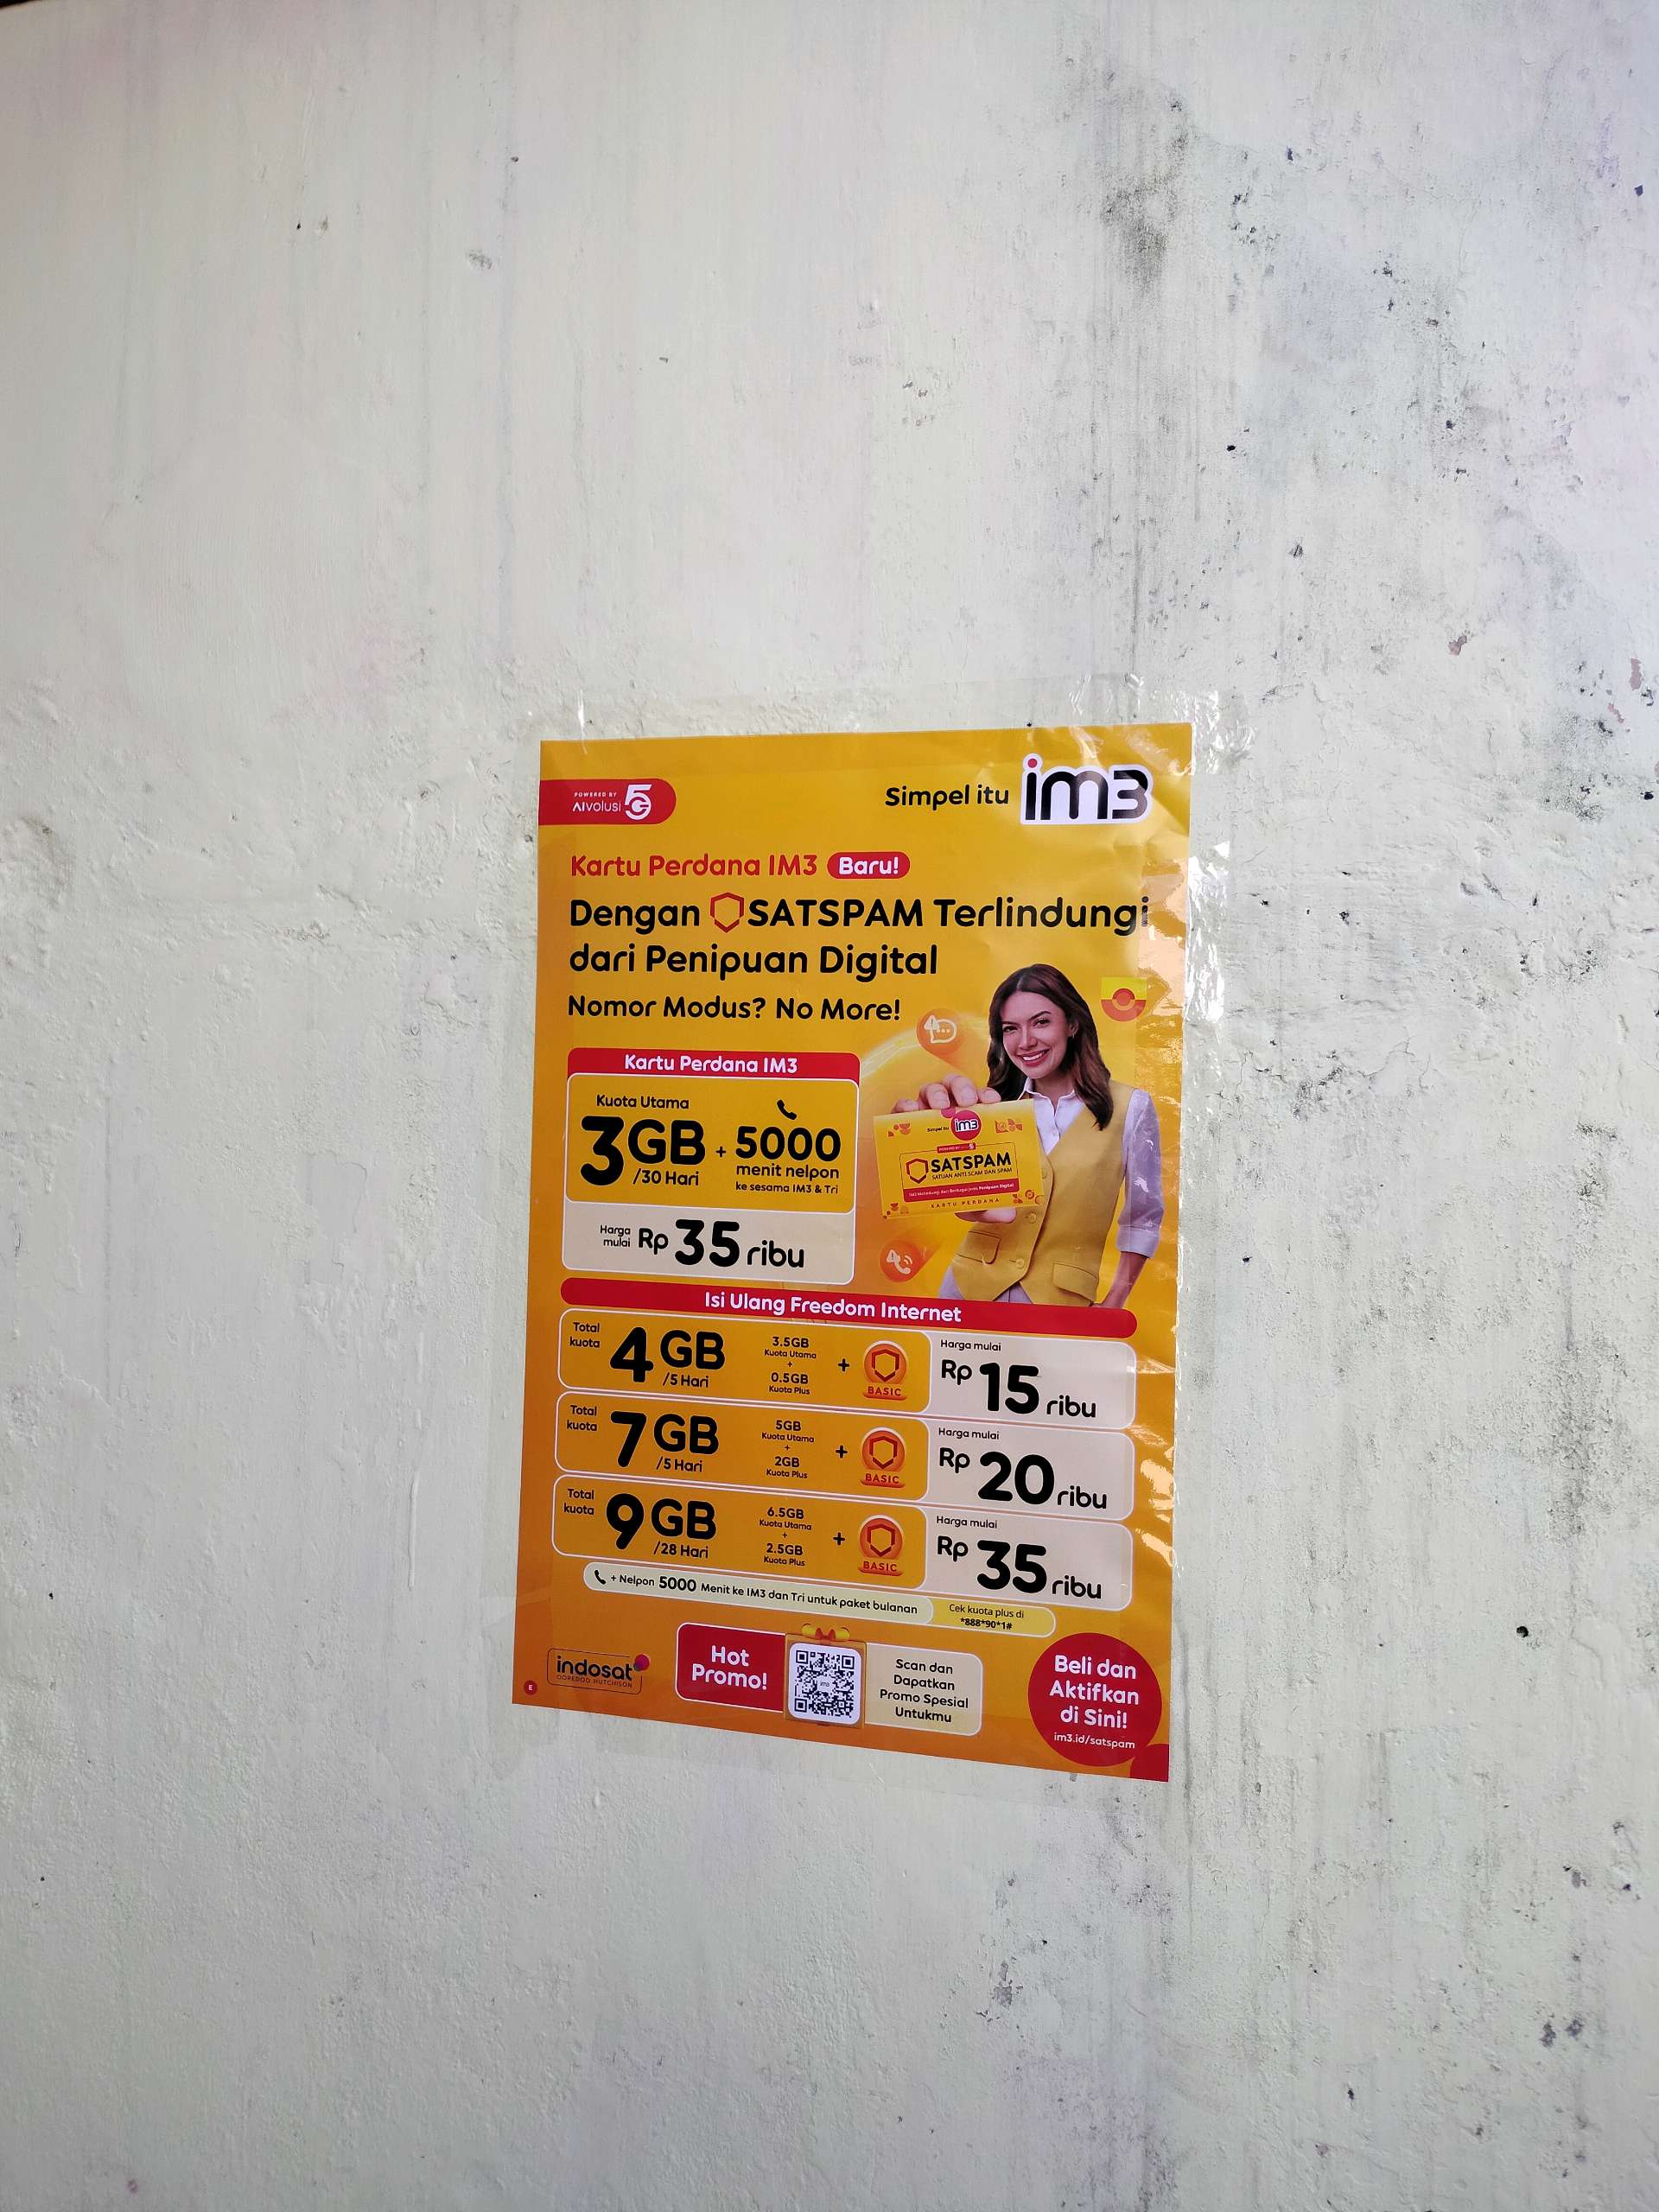 POWERED BY
AIvolusi 5G
Simpel itu im3
Kartu Perdana IM3 Baru!
Dengan SATSPAM Terlindungi
dari Penipuan Digital
Nomor Modus? No More!
Kartu Perdana IM3
Kuota Utama
3GB /30 Hari + 5000
menit nelpon
ke sesama IM3 & Tri
Harga mulai Rp 35 ribu
Simpel itu im3
SATSPAM
SATUAN ANTI SCAM DAN SPAM
KARTU PERDANA
Isi Ulang Freedom Internet
Total kuota 4GB /5 Hari
3.5GB
Kuota Utama
+
0.5GB
Kuota Plus
+
BASIC
Harga mulai
Rp 15 ribu
Total kuota 7GB /5 Hari
5GB
Kuota Utama
+
2GB
Kuota Plus
+
BASIC
Harga mulai
Rp 20 ribu
Total kuota 9GB /28 Hari
6.5GB
Kuota Utama
+
2.5GB
Kuota Plus
+
BASIC
Harga mulai
Rp 35 ribu
+ Nelpon 5000 Menit ke IM3 dan Tri untuk paket bulanan
Cek kuota plus di
*888*90*1#
indosat
OOREDOO HUTCHISON
E
Hot
Promo!
Scan dan
Dapatkan
Promo Spesial
Untukmu
Beli dan
Aktifkan
di Sini!
im3.id/satspam